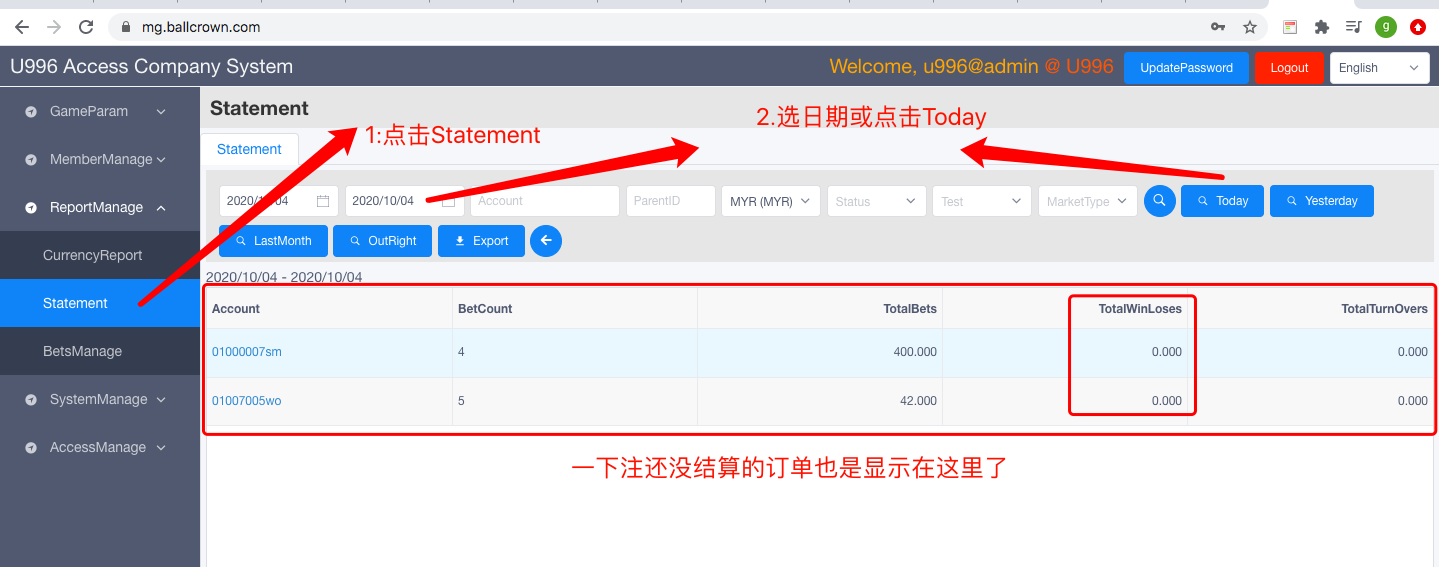 mg.ballcrown.com
g
U996 Access Company System
Welcome, u996@admin @ U996
UpdatePassword
Logout
English
GameParam
MemberManage
ReportManage
CurrencyReport
Statement
BetsManage
SystemManage
AccessManage
Statement
1:点击Statement
2.选日期或点击Today
Statement
2020/10/04 2020/10/04 Account ParentID MYR (MYR) Status Test MarketType Today Yesterday
LastMonth OutRight Export
2020/10/04 - 2020/10/04
Account BetCount TotalBets TotalWinLoses TotalTurnOvers
01000007sm 4 400.000 0.000 0.000
01007005wo 5 42.000 0.000 0.000
一下注还没结算的订单也是显示在这里了